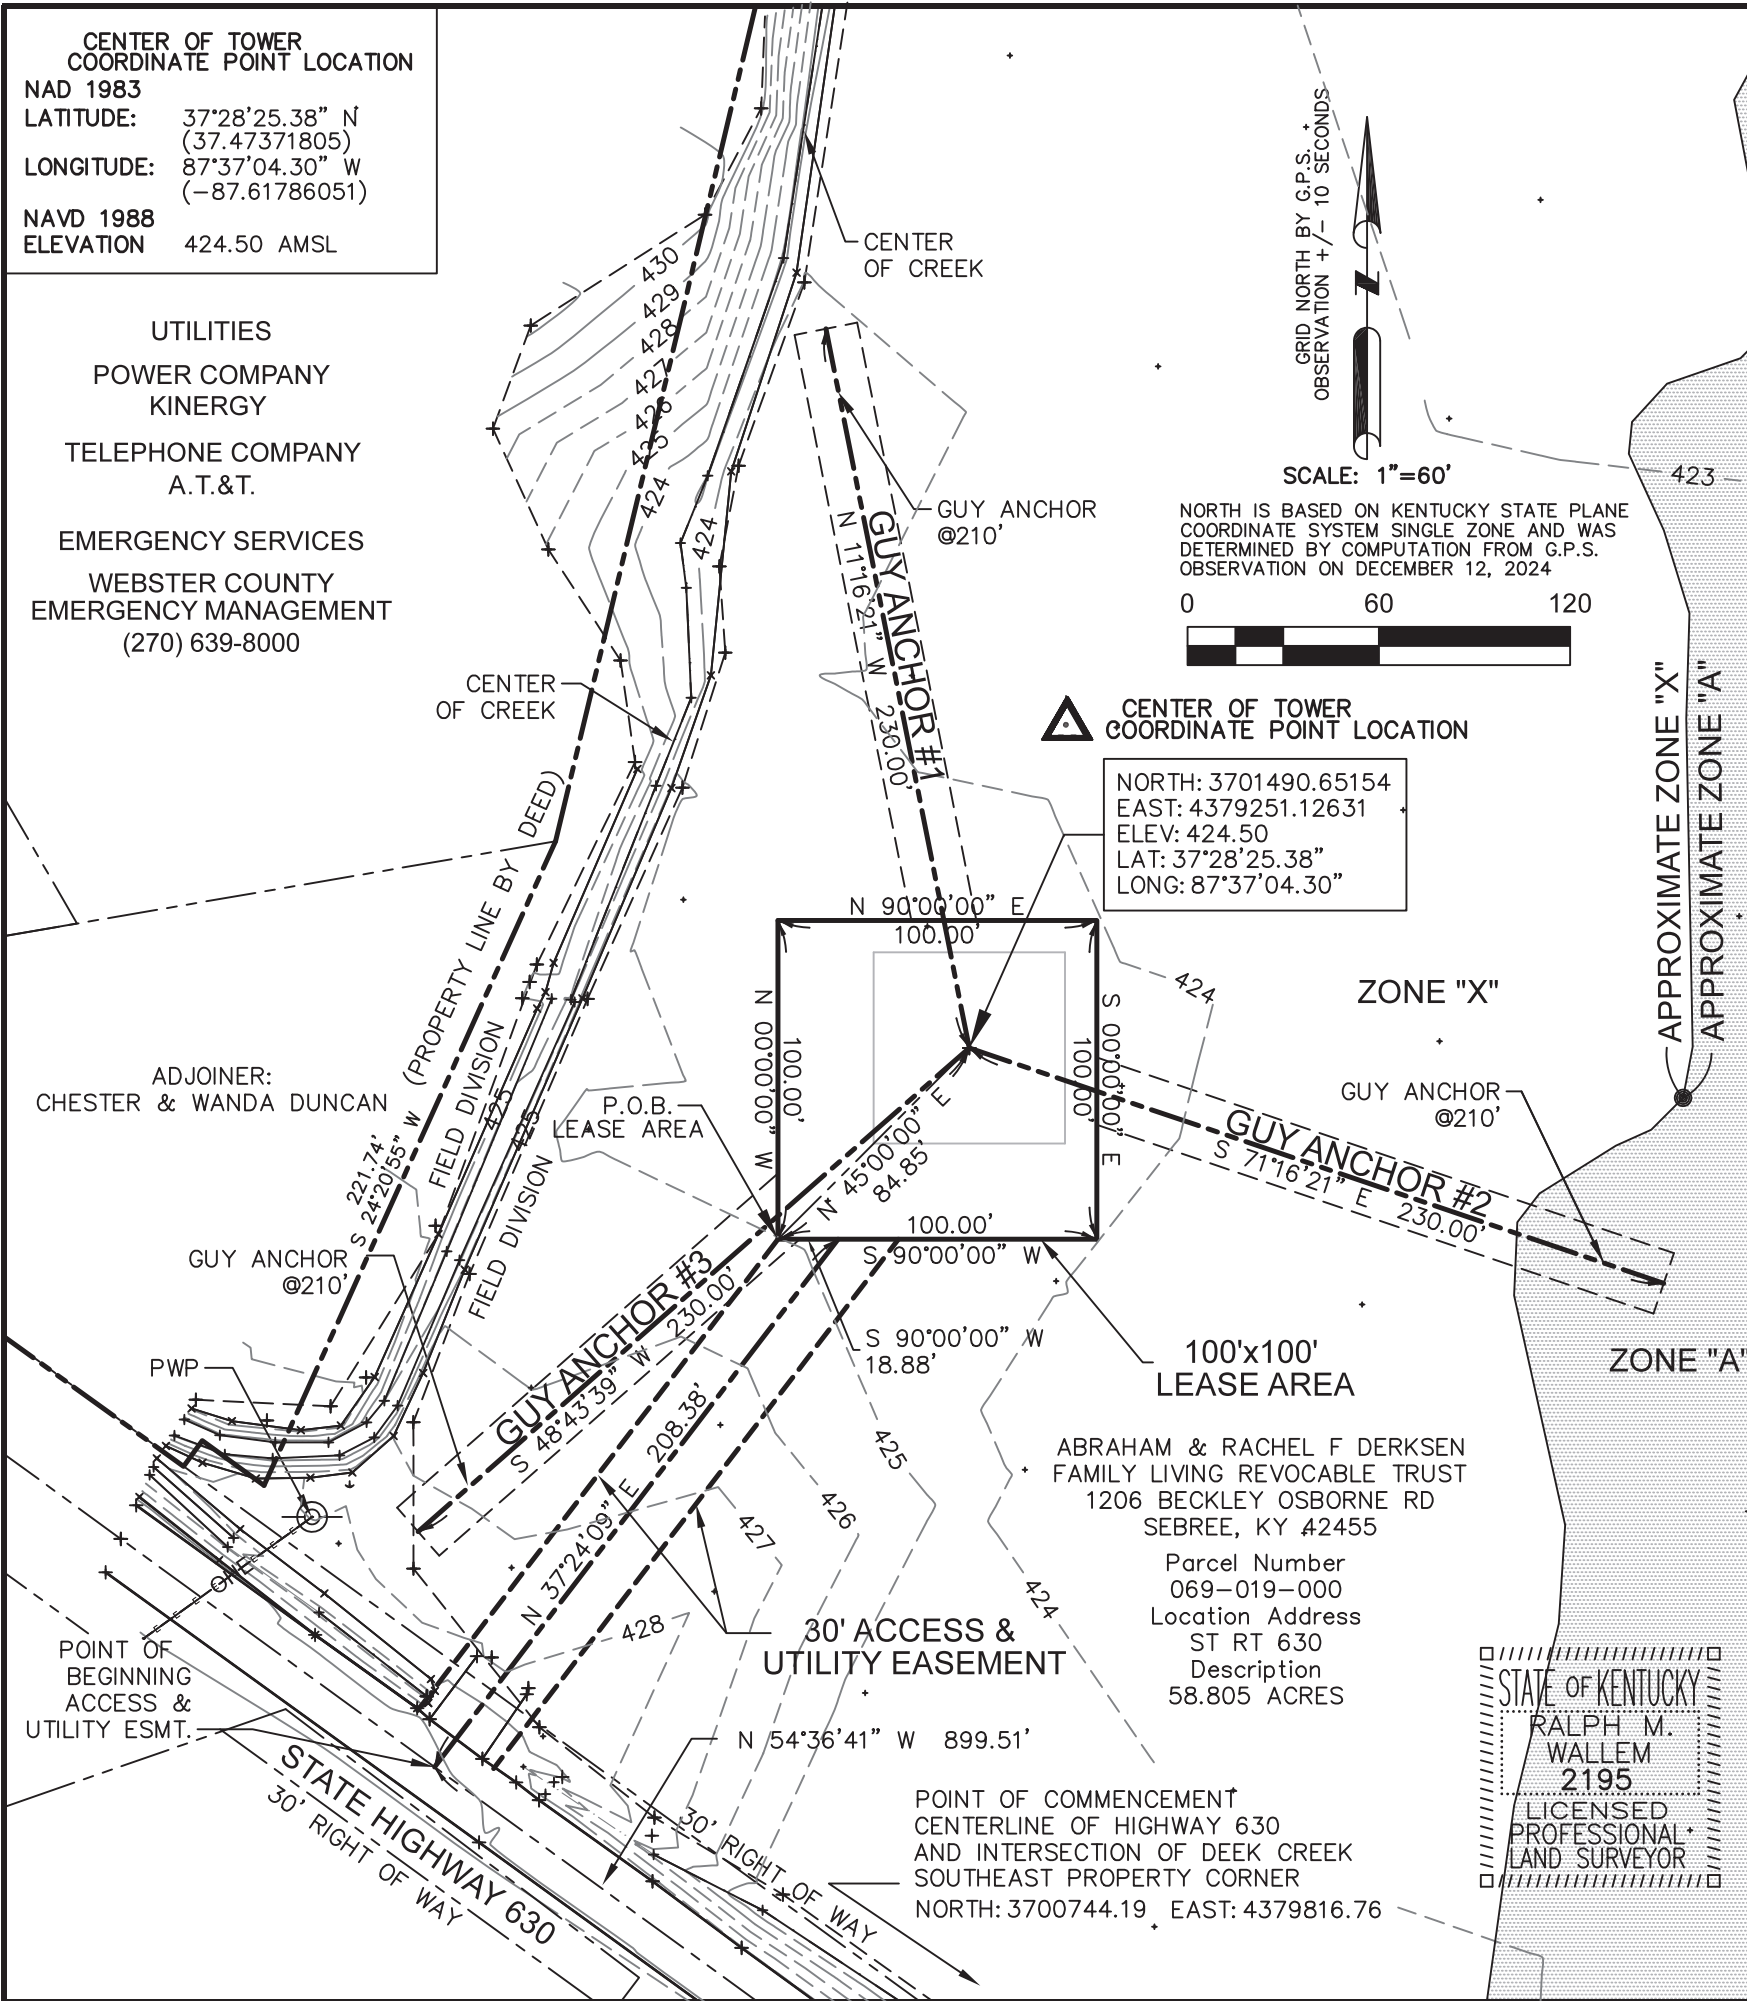 CENTER OF TOWER
COORDINATE POINT LOCATION
NAD 1983
LATITUDE: 37°28'25.38" N
(37.47371805)
LONGITUDE: 87°37'04.30" W
(-87.61786051)
NAVD 1988
ELEVATION 424.50 AMSL
UTILITIES
POWER COMPANY
KINERGY
TELEPHONE COMPANY
A.T.&T.
EMERGENCY SERVICES
WEBSTER COUNTY
EMERGENCY MANAGEMENT
(270) 639-8000
430
429
428
427
426
425
424
424
CENTER
OF CREEK
CENTER
OF CREEK
GUY ANCHOR
@210'
GUY ANCHOR #1
N 11°16'21" W 230.00'
GRID NORTH BY G.P.S.
OBSERVATION +/- 10 SECONDS
N
SCALE: 1"=60'
NORTH IS BASED ON KENTUCKY STATE PLANE
COORDINATE SYSTEM SINGLE ZONE AND WAS
DETERMINED BY COMPUTATION FROM G.P.S.
OBSERVATION ON DECEMBER 12, 2024
0 60 120
423
CENTER OF TOWER
COORDINATE POINT LOCATION
NORTH: 3701490.65154
EAST: 4379251.12631
ELEV: 424.50
LAT: 37°28'25.38"
LONG: 87°37'04.30"
APPROXIMATE ZONE "X"
APPROXIMATE ZONE "A"
ZONE "X"
424
N 90°00'00" E
100.00'
N 00°00'00" W
100.00'
S 00°00'00" E
100.00'
N 45°00'00" E
84.85'
100.00'
S 90°00'00" W
(PROPERTY LINE BY DEED)
221.74'
S 24°20'55" W
FIELD DIVISION
425
425
FIELD DIVISION
ADJOINER:
CHESTER & WANDA DUNCAN
P.O.B.
LEASE AREA
GUY ANCHOR
@210'
GUY ANCHOR #2
S 71°16'21" E 230.00'
GUY ANCHOR
@210'
GUY ANCHOR #3
S 48°43'39" W 230.00'
S 90°00'00" W
18.88'
100'x100'
LEASE AREA
ZONE "A"
PWP
OHE
N 37°24'09" E 208.38'
425
426
427
428
424
ABRAHAM & RACHEL F DERKSEN
FAMILY LIVING REVOCABLE TRUST
1206 BECKLEY OSBORNE RD
SEBREE, KY 42455
Parcel Number
069-019-000
Location Address
ST RT 630
Description
58.805 ACRES
30' ACCESS &
UTILITY EASEMENT
POINT OF
BEGINNING
ACCESS &
UTILITY ESMT.
N 54°36'41" W 899.51'
STATE HIGHWAY 630
30' RIGHT OF WAY
30' RIGHT OF WAY
POINT OF COMMENCEMENT
CENTERLINE OF HIGHWAY 630
AND INTERSECTION OF DEEK CREEK
SOUTHEAST PROPERTY CORNER
NORTH: 3700744.19 EAST: 4379816.76
STATE OF KENTUCKY
RALPH M.
WALLEM
2195
LICENSED
PROFESSIONAL
LAND SURVEYOR